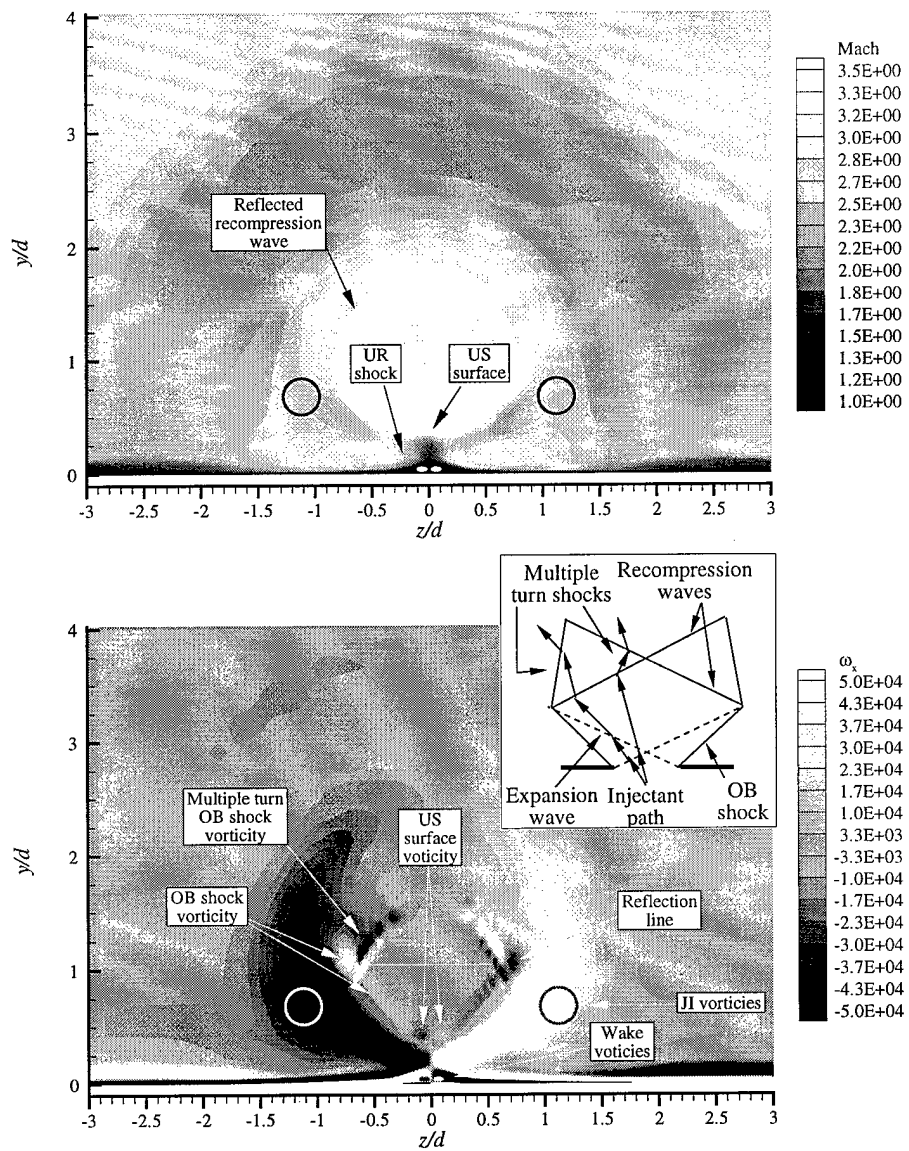 Mach
3.5E+00
3.3E+00
3.2E+00
3.0E+00
2.8E+00
2.7E+00
2.5E+00
2.3E+00
2.2E+00
2.0E+00
1.8E+00
1.7E+00
1.5E+00
1.3E+00
1.2E+00
1.0E+00
4
3
2
1
0
y/d
Reflected
recompression
wave
UR
shock
US
surface
-3 -2.5 -2 -1.5 -1 -0.5 0 0.5 1 1.5 2 2.5 3
z/d
Multiple
turn shocks
Recompression
waves
Expansion
wave
Injectant
path
OB
shock
ωx
5.0E+04
4.3E+04
3.7E+04
3.0E+04
2.3E+04
1.7E+04
1.0E+04
3.3E+03
-3.3E+03
-1.0E+04
-1.7E+04
-2.3E+04
-3.0E+04
-3.7E+04
-4.3E+04
-5.0E+04
4
3
2
1
0
y/d
Multiple turn
OB shock
vorticity
US
surface
voticity
OB shock
vorticity
Reflection
line
JI vorticies
Wake
voticies
-3 -2.5 -2 -1.5 -1 -0.5 0 0.5 1 1.5 2 2.5 3
z/d